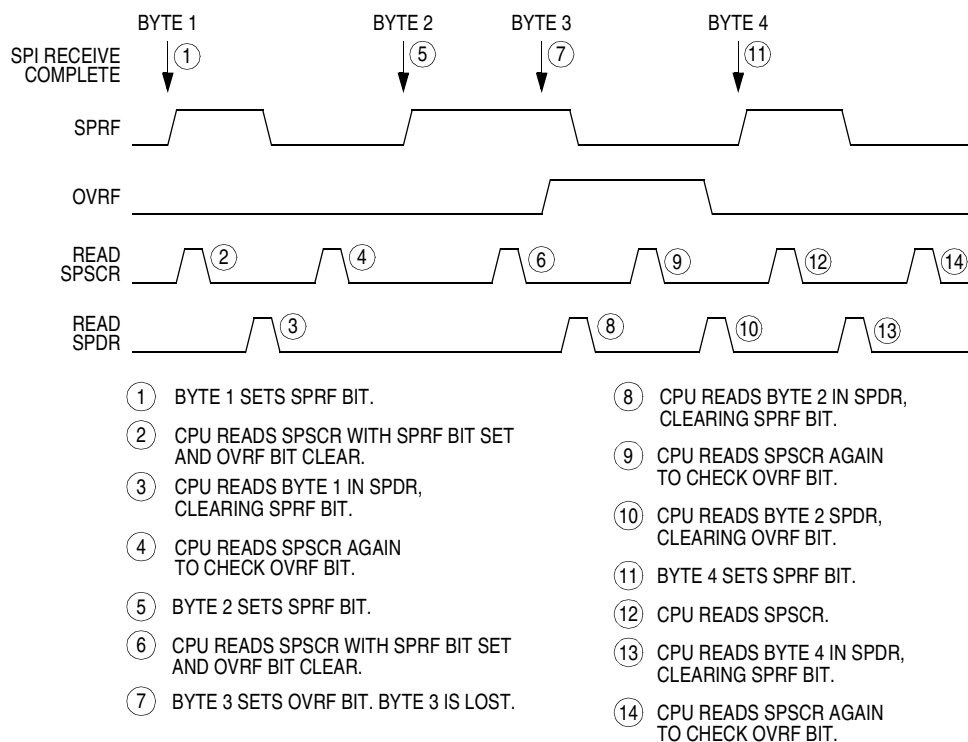 BYTE 1 BYTE 2 BYTE 3 BYTE 4
SPI RECEIVE
COMPLETE
1 5 7 11
SPRF
OVRF
READ
SPSCR
2 4 6 9 12 14
READ
SPDR
3 8 10 13
1 BYTE 1 SETS SPRF BIT.
2 CPU READS SPSCR WITH SPRF BIT SET
AND OVRF BIT CLEAR.
3 CPU READS BYTE 1 IN SPDR,
CLEARING SPRF BIT.
4 CPU READS SPSCR AGAIN
TO CHECK OVRF BIT.
5 BYTE 2 SETS SPRF BIT.
6 CPU READS SPSCR WITH SPRF BIT SET
AND OVRF BIT CLEAR.
7 BYTE 3 SETS OVRF BIT. BYTE 3 IS LOST.
8 CPU READS BYTE 2 IN SPDR,
CLEARING SPRF BIT.
9 CPU READS SPSCR AGAIN
TO CHECK OVRF BIT.
10 CPU READS BYTE 2 SPDR,
CLEARING OVRF BIT.
11 BYTE 4 SETS SPRF BIT.
12 CPU READS SPSCR.
13 CPU READS BYTE 4 IN SPDR,
CLEARING SPRF BIT.
14 CPU READS SPSCR AGAIN
TO CHECK OVRF BIT.